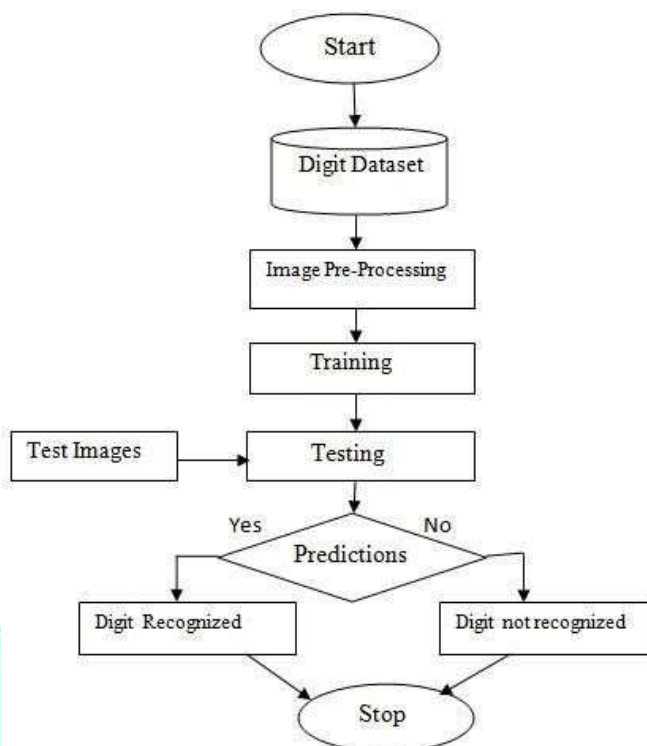 Start
Digit Dataset
Image Pre-Processing
Training
Test Images
Testing
Yes
No
Predictions
Digit Recognized
Digit not recognized
Stop